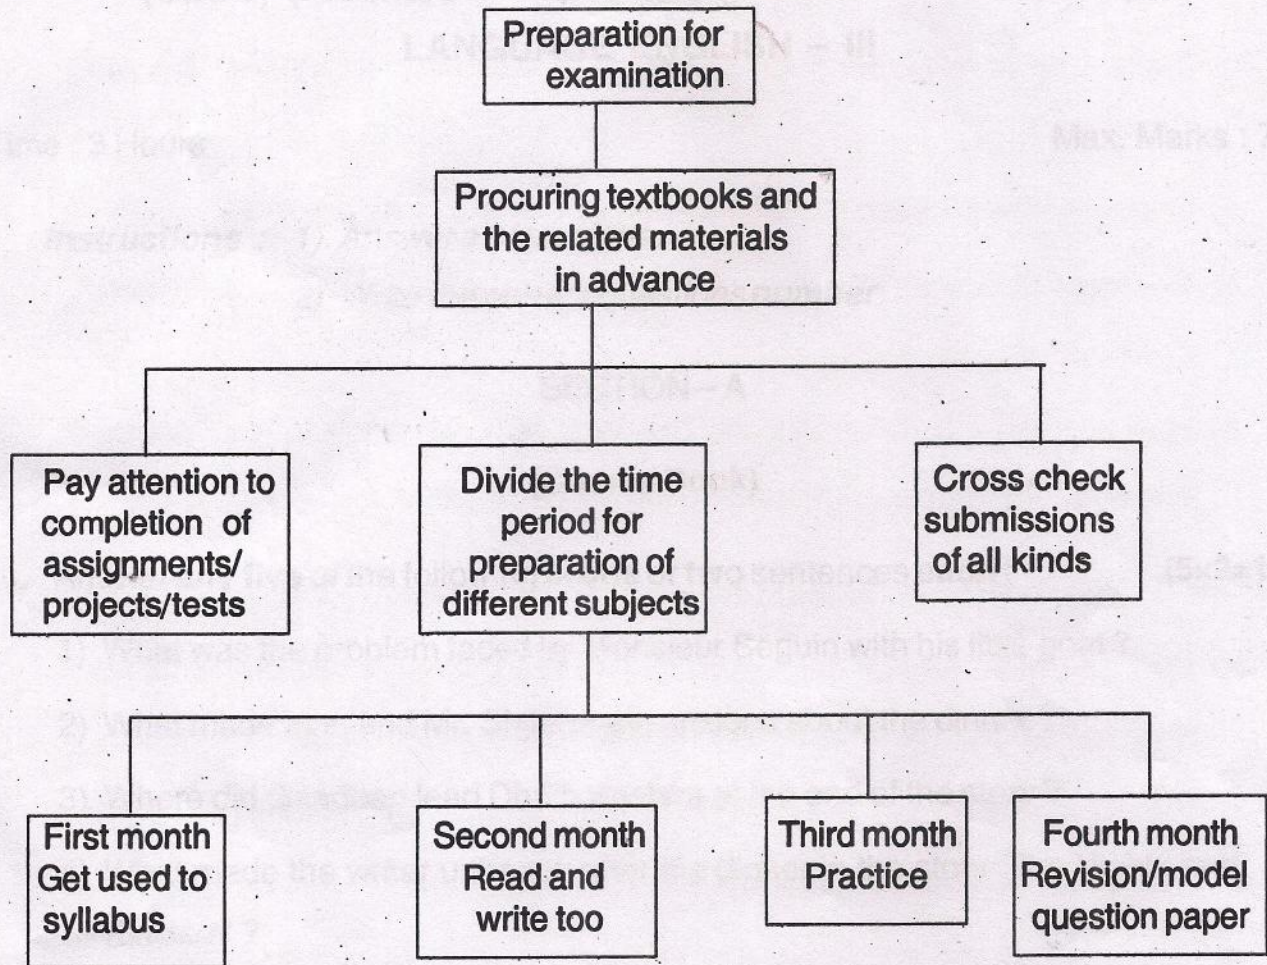 Preparation for
examination
Procuring textbooks and
the related materials
in advance
Pay attention to
completion of
assignments/
projects/tests
Divide the time
period for
preparation of
different subjects
Cross check
submissions
of all kinds
First month
Get used to
syllabus
Second month
Read and
write too
Third month
Practice
Fourth month
Revision/model
question paper